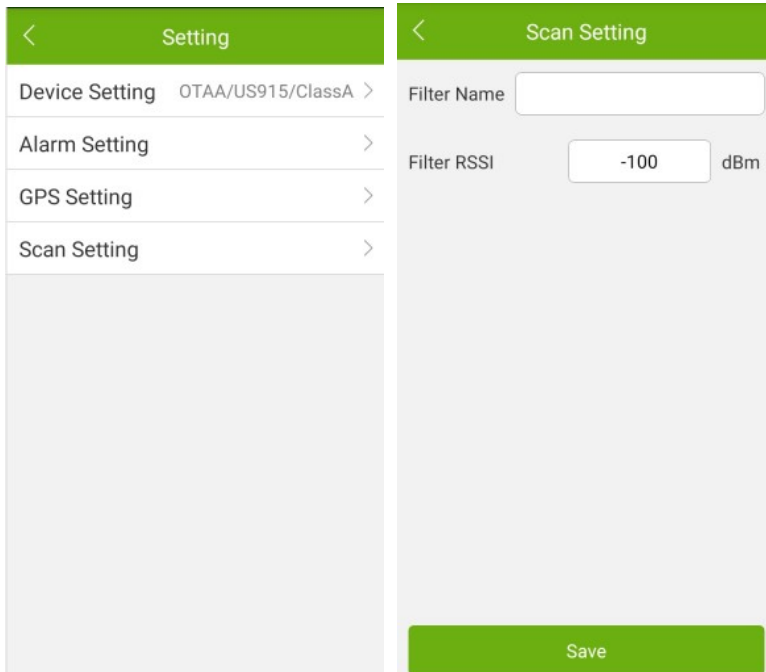 Setting
Device Setting OTAA/US915/ClassA
Alarm Setting
GPS Setting
Scan Setting
Scan Setting
Filter Name
Filter RSSI -100 dBm
Save